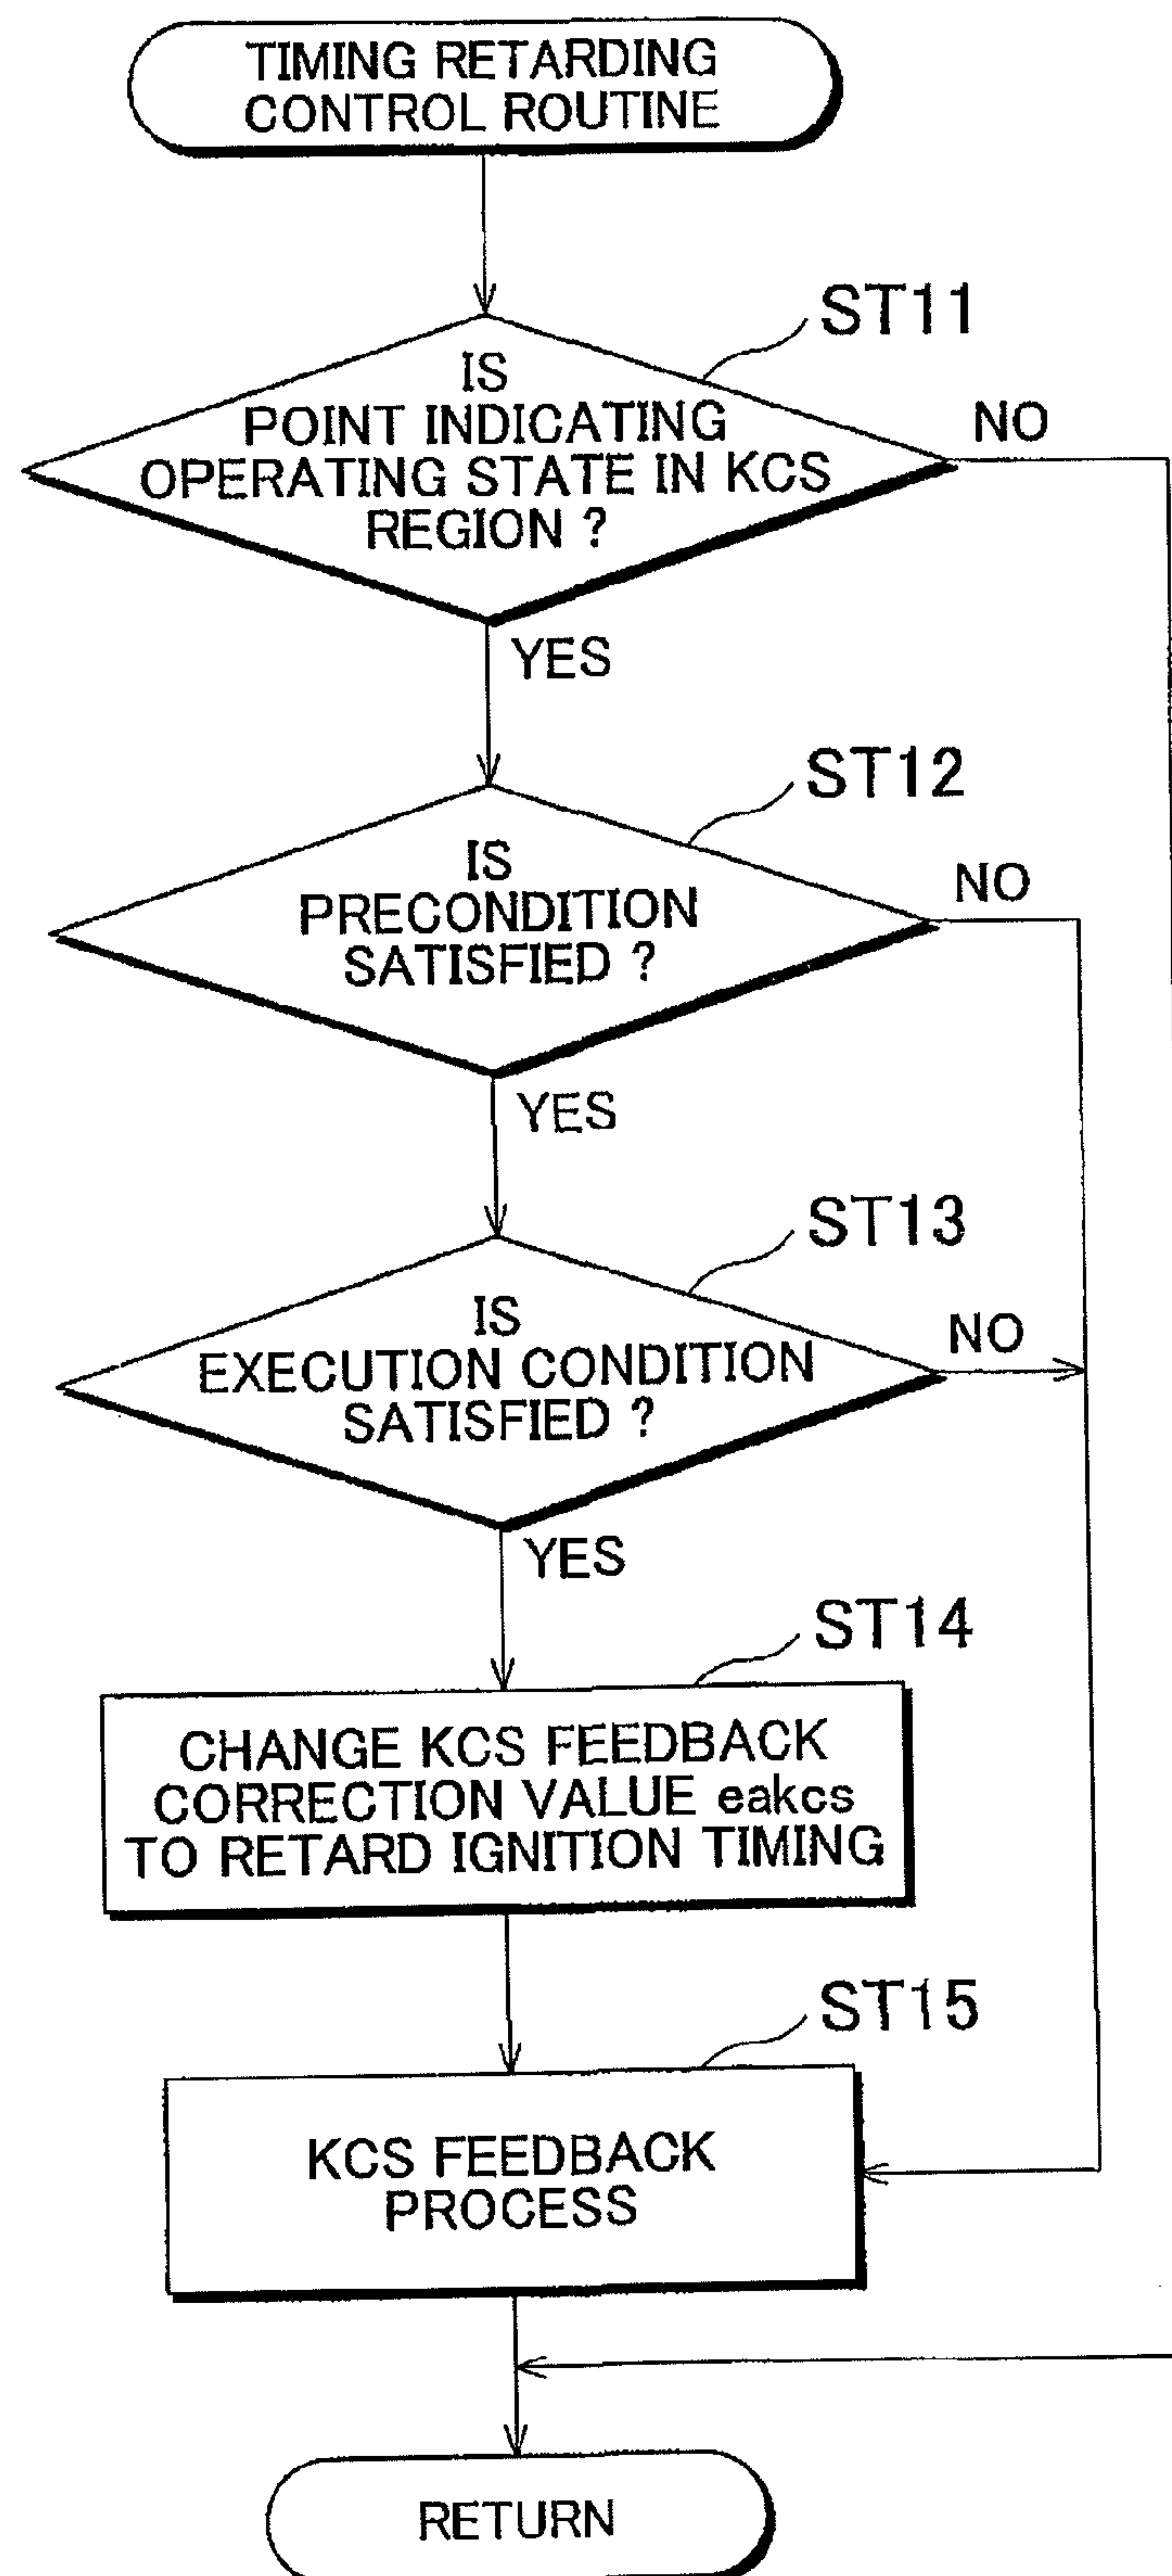 TIMING RETARDING
CONTROL ROUTINE
ST11
IS
POINT INDICATING
OPERATING STATE IN KCS
REGION ?
NO
YES
ST12
IS
PRECONDITION
SATISFIED ?
NO
YES
ST13
IS
EXECUTION CONDITION
SATISFIED ?
NO
YES
ST14
CHANGE KCS FEEDBACK
CORRECTION VALUE eakcs
TO RETARD IGNITION TIMING
ST15
KCS FEEDBACK
PROCESS
RETURN